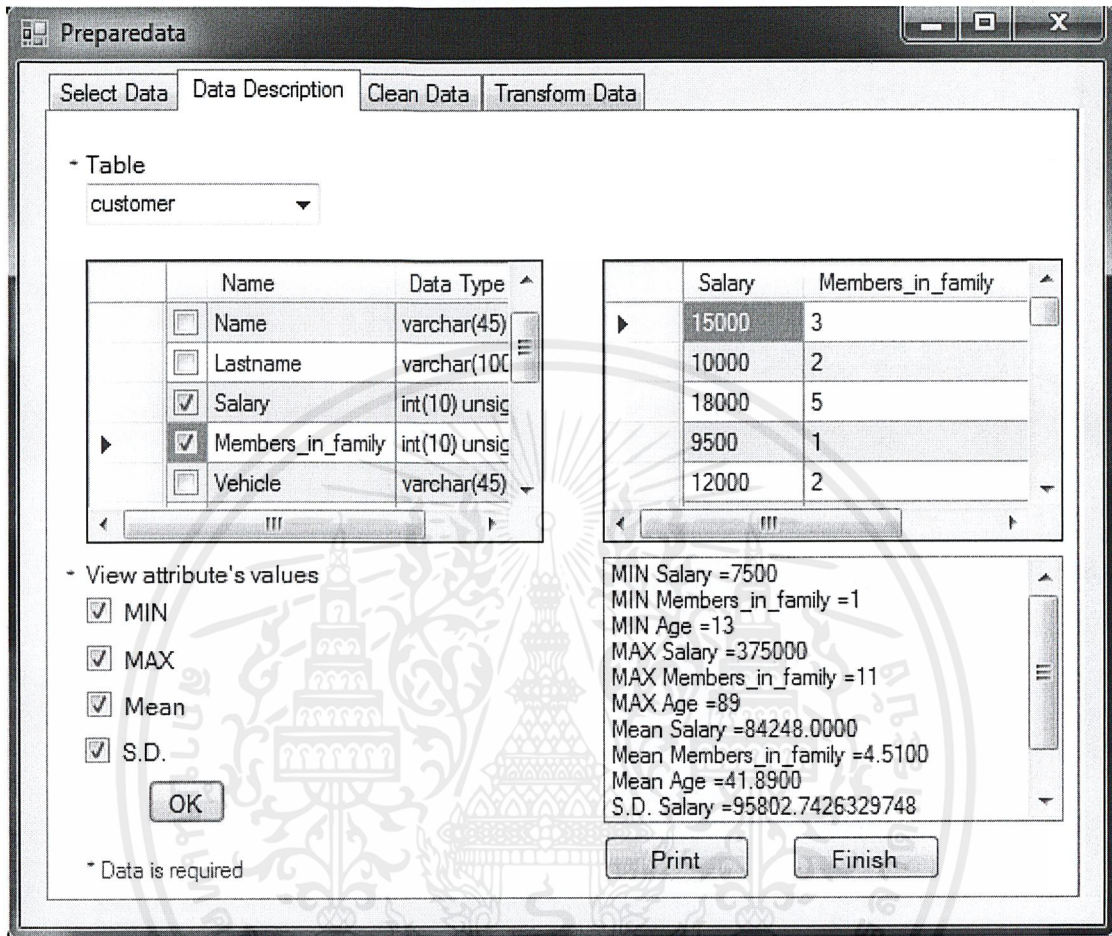 Preparedata
Select Data Data Description Clean Data Transform Data
* Table
customer
Name Data Type
Name varchar(45)
Lastname varchar(100
Salary int(10) unsig
Members_in_family int(10) unsig
Vehicle varchar(45)
Salary Members_in_family
15000 3
10000 2
18000 5
9500 1
12000 2
* View attribute's values
MIN
MAX
Mean
S.D.
OK
* Data is required
MIN Salary =7500
MIN Members_in_family =1
MIN Age =13
MAX Salary =375000
MAX Members_in_family =11
MAX Age =89
Mean Salary =84248.0000
Mean Members_in_family =4.5100
Mean Age =41.8900
S.D. Salary =95802.7426329748
Print Finish